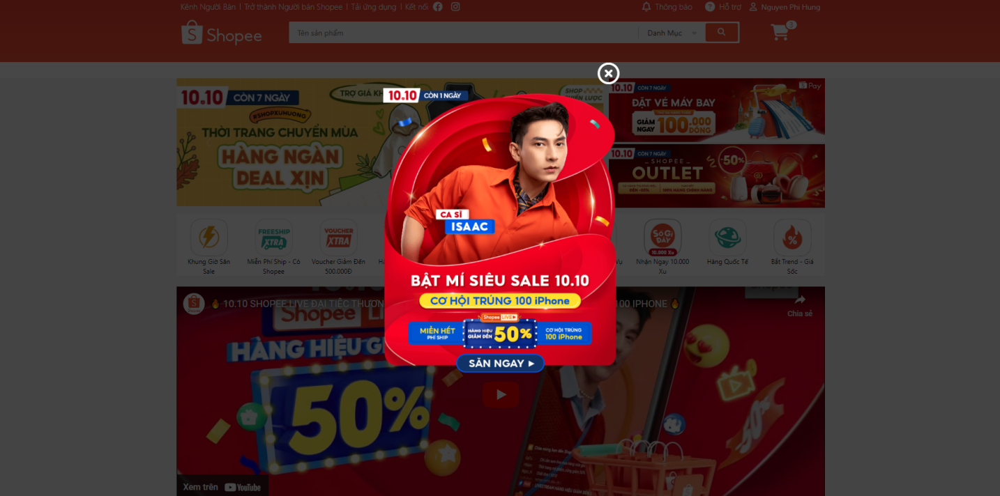 Kênh Người Bán | Trở thành Người bán Shopee | Tải ứng dụng | Kết nối
Thông báo
Hỗ trợ
Nguyen Phi Hung
Shopee
Tên sản phẩm
Danh Mục
3
10.10 CÒN 7 NGÀY
TRỢ GIÁ
SHOP
#SHOPXUHUONG
THỜI TRANG CHUYỂN MÙA
HÀNG NGÀN
DEAL XỊN
10.10 CÒN 1 NGÀY
CA SĨ
ISAAC
BẬT MÍ SIÊU SALE 10.10
CƠ HỘI TRÚNG 100 iPhone
Shopee LIVE
MIỄN HẾT
PHÍ SHIP
HÀNG HIỆU
GIẢM ĐẾN
50%
CƠ HỘI TRÚNG
100 iPhone
SĂN NGAY
10.10 CÒN 7 NGÀY
Pay
ĐẶT VÉ MÁY BAY
GIẢM
NGAY
100.000
ĐỒNG
10.10 CÒN 7 NGÀY
SHOPEE
OUTLET
-50%
100% HÀNG CHÍNH HÃNG
Khung Giờ Săn
Sale
FREESHIP
XTRA
Miễn Phí Ship - Có
Shopee
VOUCHER
XTRA
Voucher Giảm Đến
500.000Đ
Vụ
Số Gì
Đây
10.000 Xu
Nhận Ngay 10.000
Xu
Hàng Quốc Tế
Bắt Trend - Giá
Sốc
10.10 SHOPEE LIVE ĐẠI TIỆC THƯƠN
100 IPHONE
Chia sẻ
Shopee LIV
HÀNG HIỆU G
50%
Xem trên YouTube